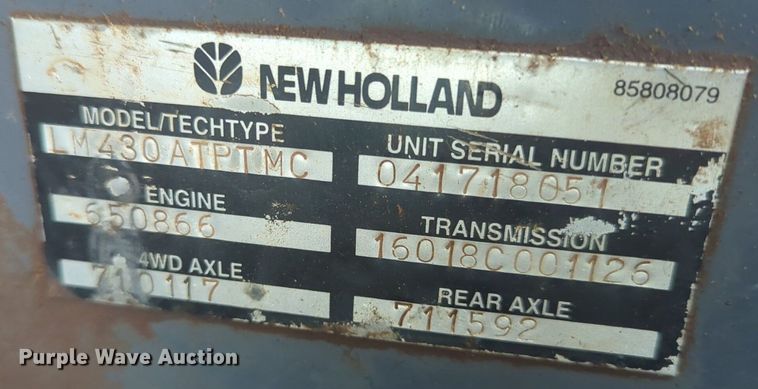 NEW HOLLAND 85808079
MODEL/TECHTYPE
LM430ATPTMC
UNIT SERIAL NUMBER
041718051
ENGINE
650866
TRANSMISSION
16018C001126
4WD AXLE
710117
REAR AXLE
711592
Purple Wave Auction